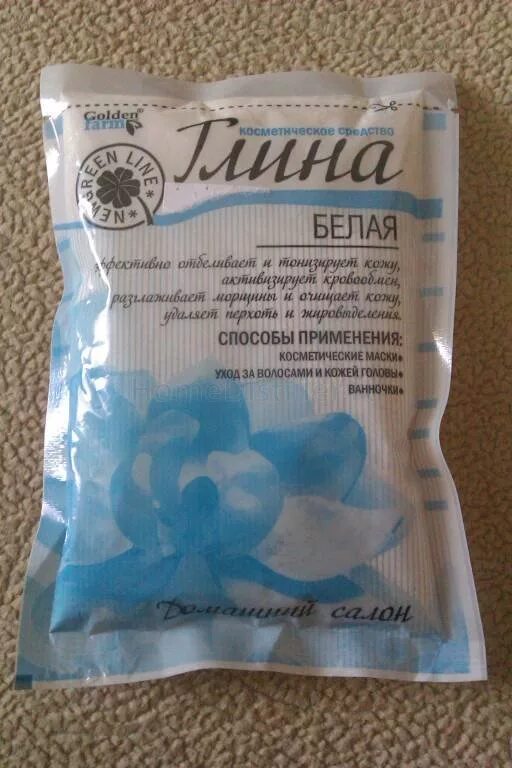 Golden
Farm
косметическое средство
Глина
NEW GREEN LINE
БЕЛАЯ
эффективно отбеливает и тонизирует кожу,
активизирует кровообмен,
разглаживает морщины и очищает кожу,
удаляет перхоть и жировыделения.
СПОСОБЫ ПРИМЕНЕНИЯ:
КОСМЕТИЧЕСКИЕ МАСКИ•
УХОД ЗА ВОЛОСАМИ И КОЖЕЙ ГОЛОВЫ•
ВАННОЧКИ•
Домашний салон